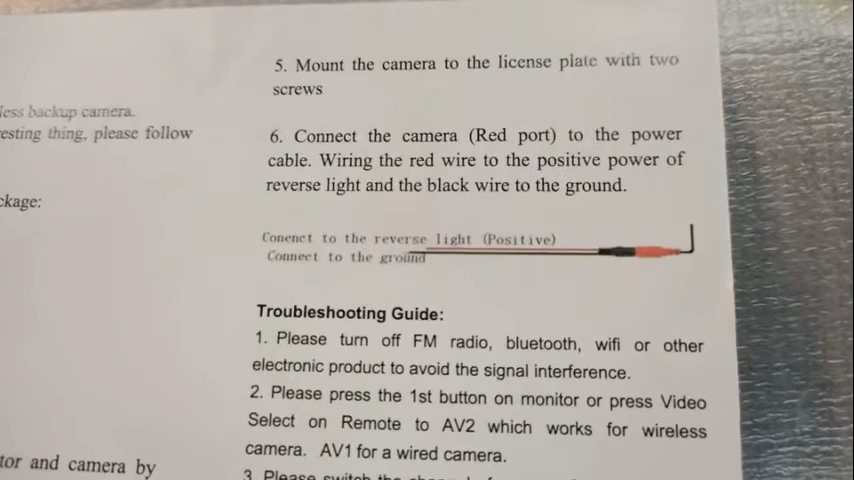 less backup camera.
esting thing, please follow
ckage:
tor and camera by
5. Mount the camera to the license plate with two
screws
6. Connect the camera (Red port) to the power
cable. Wiring the red wire to the positive power of
reverse light and the black wire to the ground.
Conenct to the reverse light (Positive)
Connect to the ground
Troubleshooting Guide:
1. Please turn off FM radio, bluetooth, wifi or other
electronic product to avoid the signal interference.
2. Please press the 1st button on monitor or press Video
Select on Remote to AV2 which works for wireless
camera. AV1 for a wired camera.
3. Please switch the